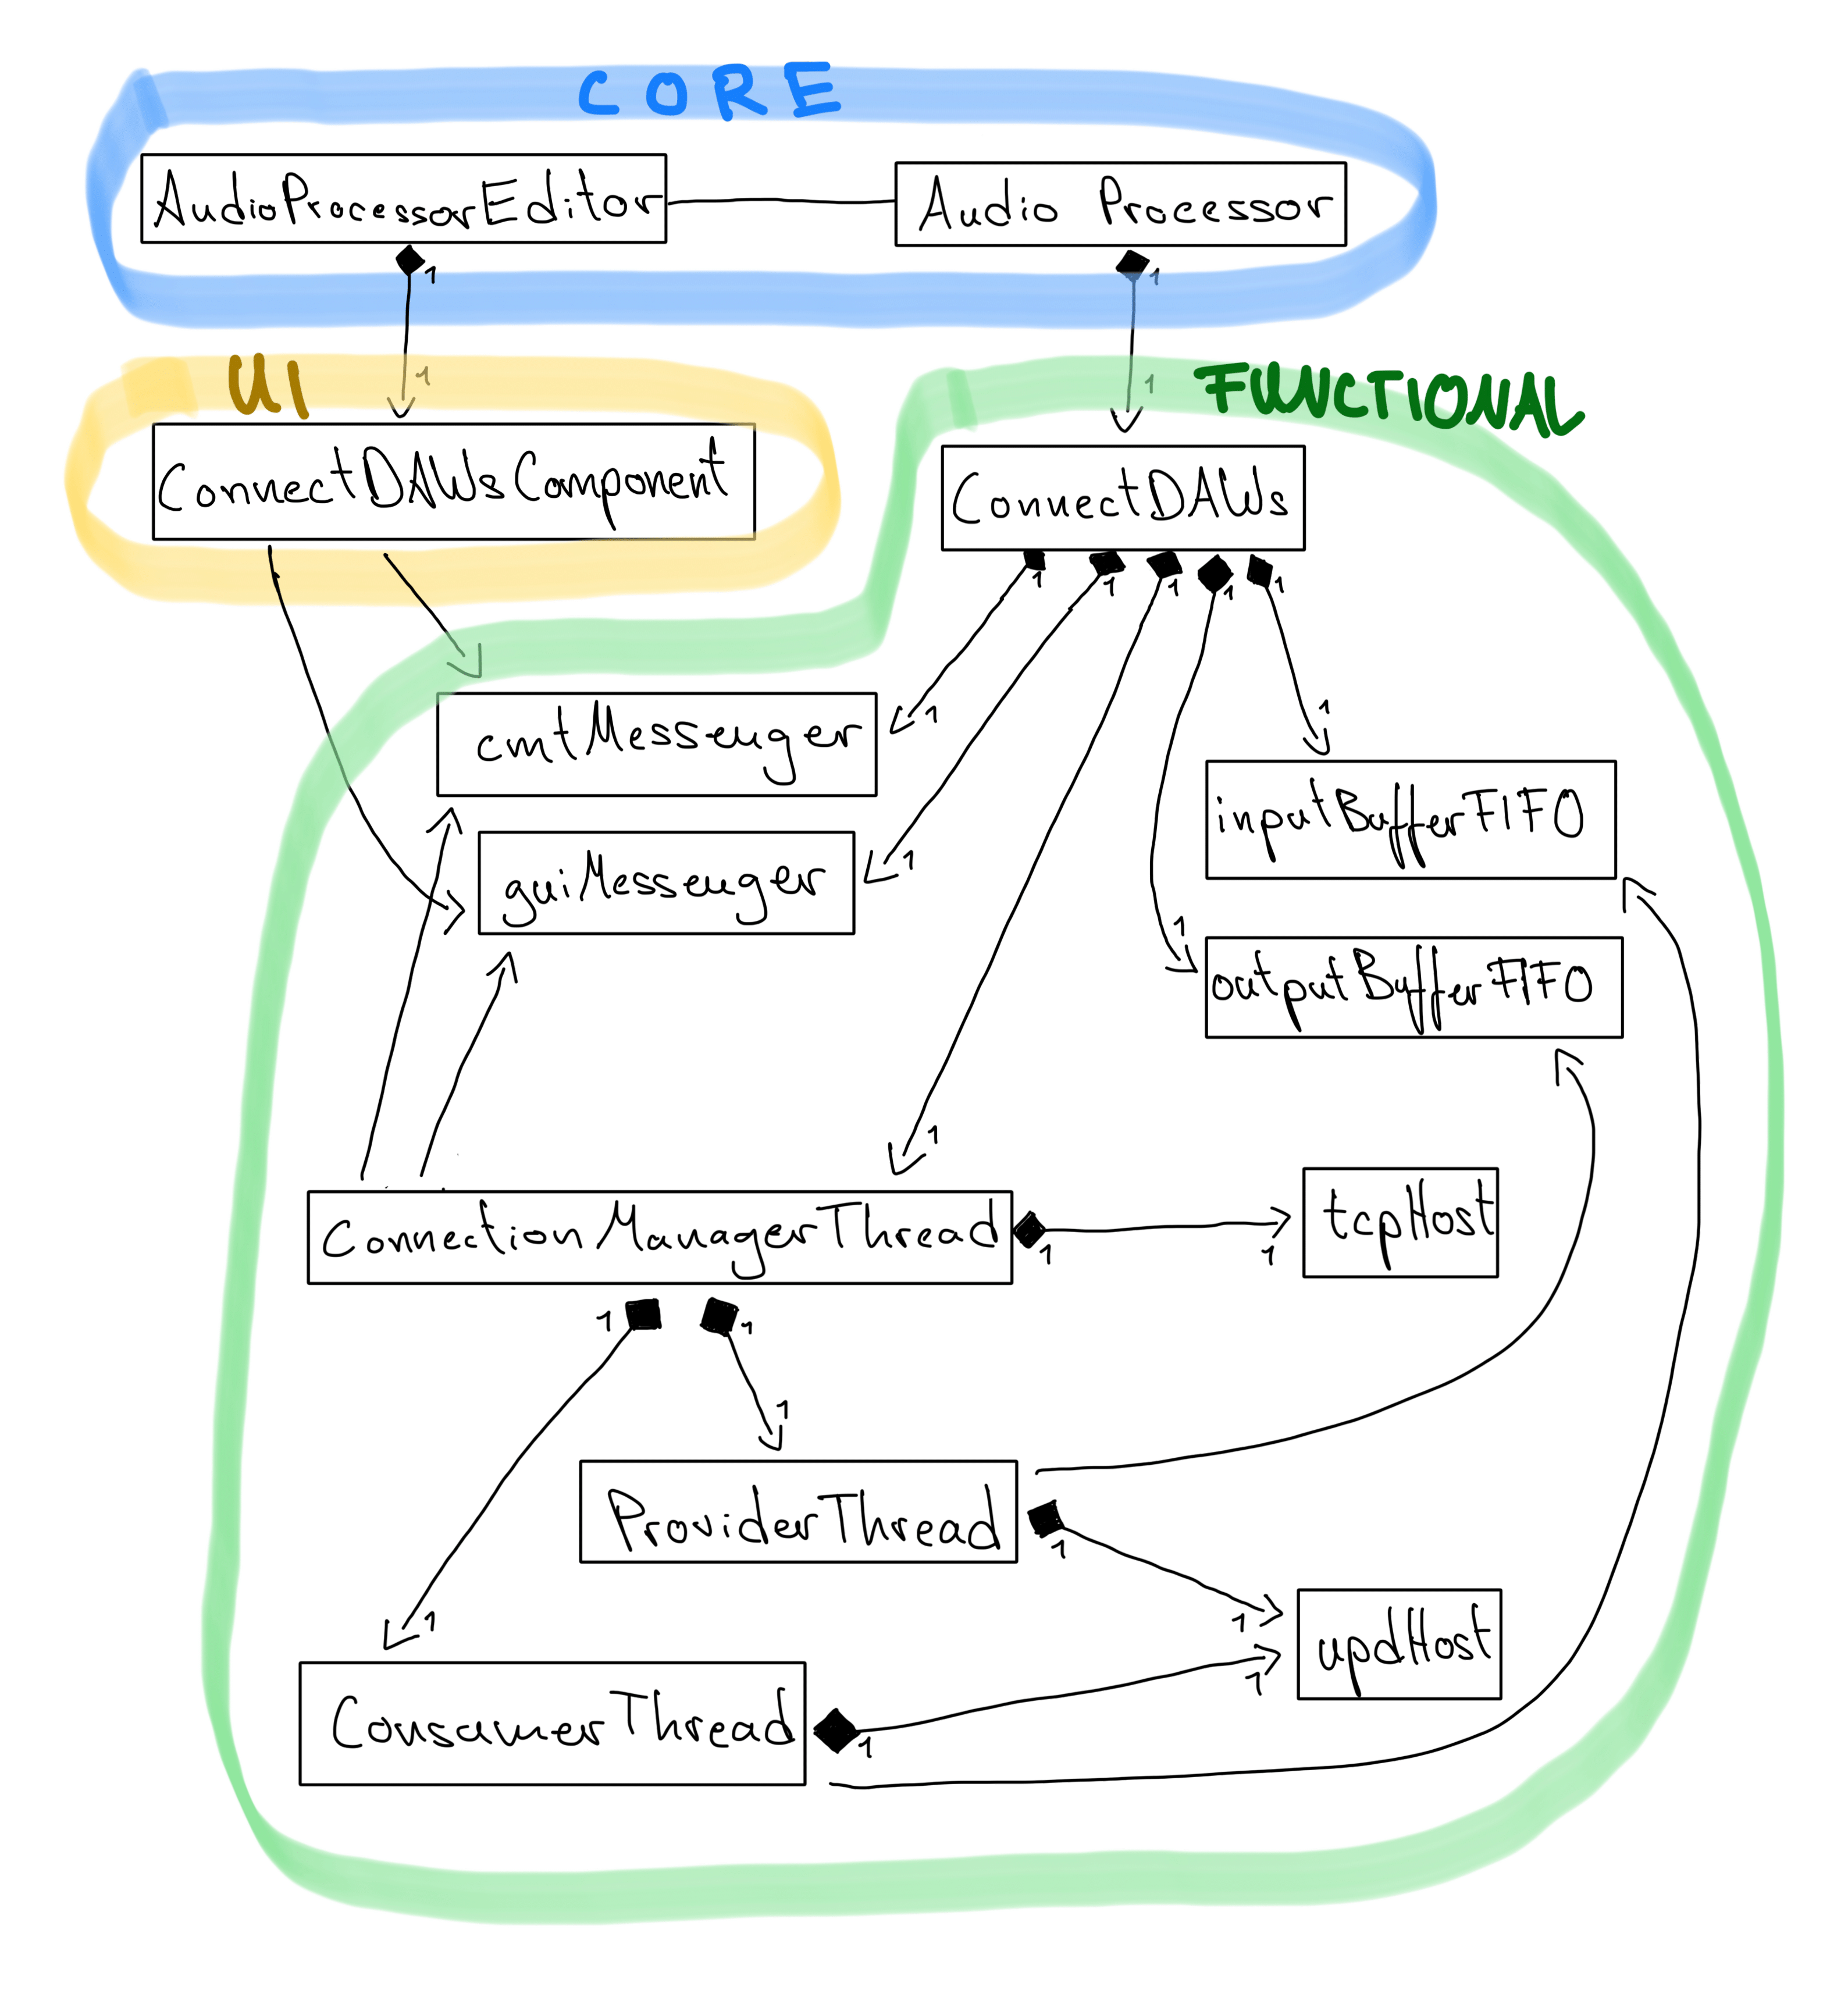 CORE
AudioProcessorEditor
Audio Processor
1
1
UI
1
1
FUNCTIONAL
ConnectDAWsComponent
ConnectDAWs
1
1
1
1
1
cmtMessenger
1
1
inputBufferFIFO
guiMessenger
1
1
outputBufferFIFO
1
ConnectionManagerThread
1
1
tcpHost
1
1
1
ProviderThread
1
1
updHost
1
1
ConsumerThread
1